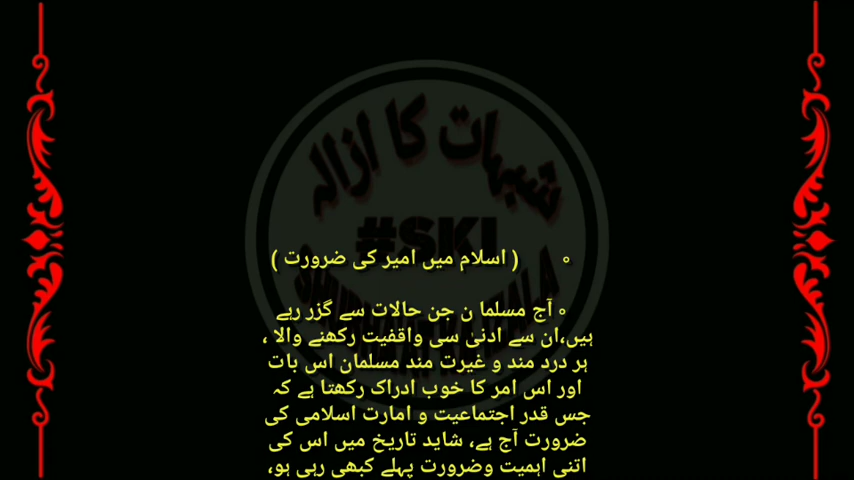 شبہات کا ازالہ
#SKI
° ( اسلام میں امیر کی ضرورت )
° آج مسلما ن جن حالات سے گزر رہے
ہیں،ان سے ادنیٰ سی واقفیت رکھنے والا ،
ہر درد مند و غیرت مند مسلمان اس بات
اور اس امر کا خوب ادراک رکھتا ہے کہ
جس قدر اجتماعیت و امارت اسلامی کی
ضرورت آج ہے، شاید تاریخ میں اس کی
اتنی اہمیت وضرورت پہلے کبھی رہی ہو،